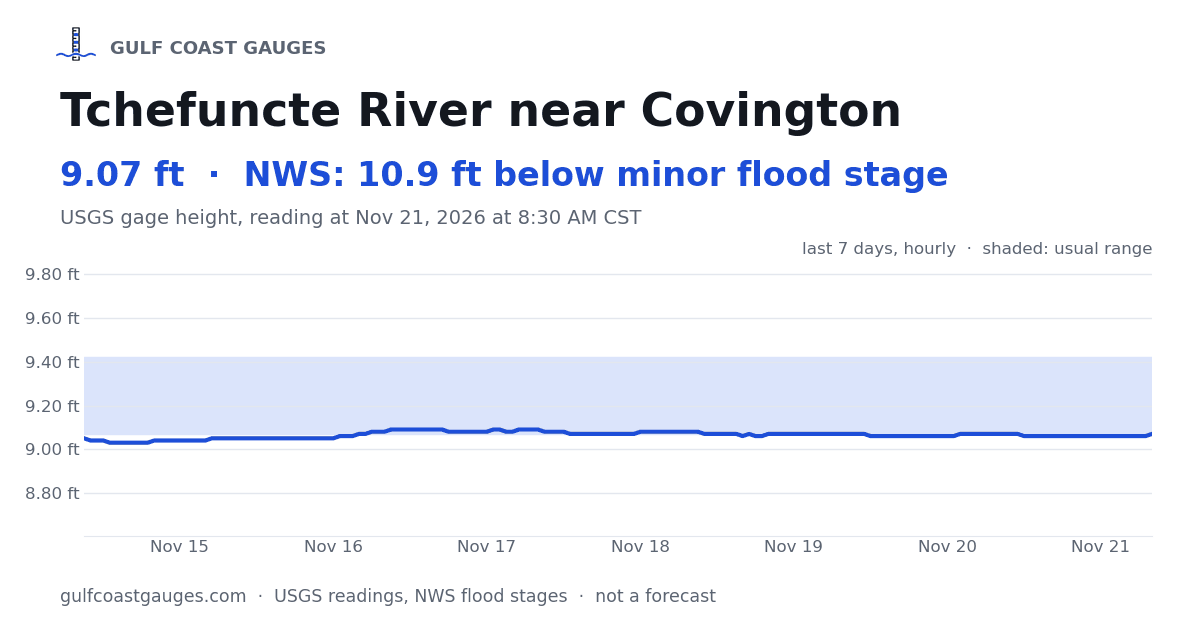 GULF COAST GAUGES
Tchefuncte River near Covington
9.07 ft · NWS: 10.9 ft below minor flood stage
USGS gage height, reading at Nov 21, 2026 at 8:30 AM CST
last 7 days, hourly · shaded: usual range
9.80 ft
9.60 ft
9.40 ft
9.20 ft
9.00 ft
8.80 ft
Nov 15 Nov 16 Nov 17 Nov 18 Nov 19 Nov 20 Nov 21
gulfcoastgauges.com · USGS readings, NWS flood stages · not a forecast